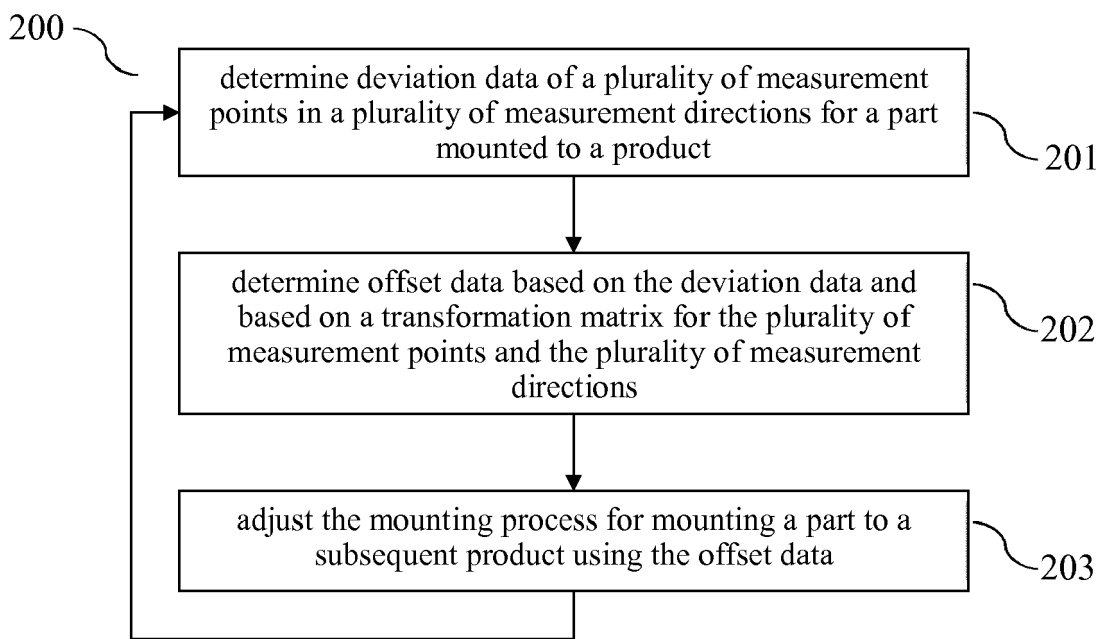 200
determine deviation data of a plurality of measurement
points in a plurality of measurement directions for a part
mounted to a product
201
determine offset data based on the deviation data and
based on a transformation matrix for the plurality of
measurement points and the plurality of measurement
directions
202
adjust the mounting process for mounting a part to a
subsequent product using the offset data
203